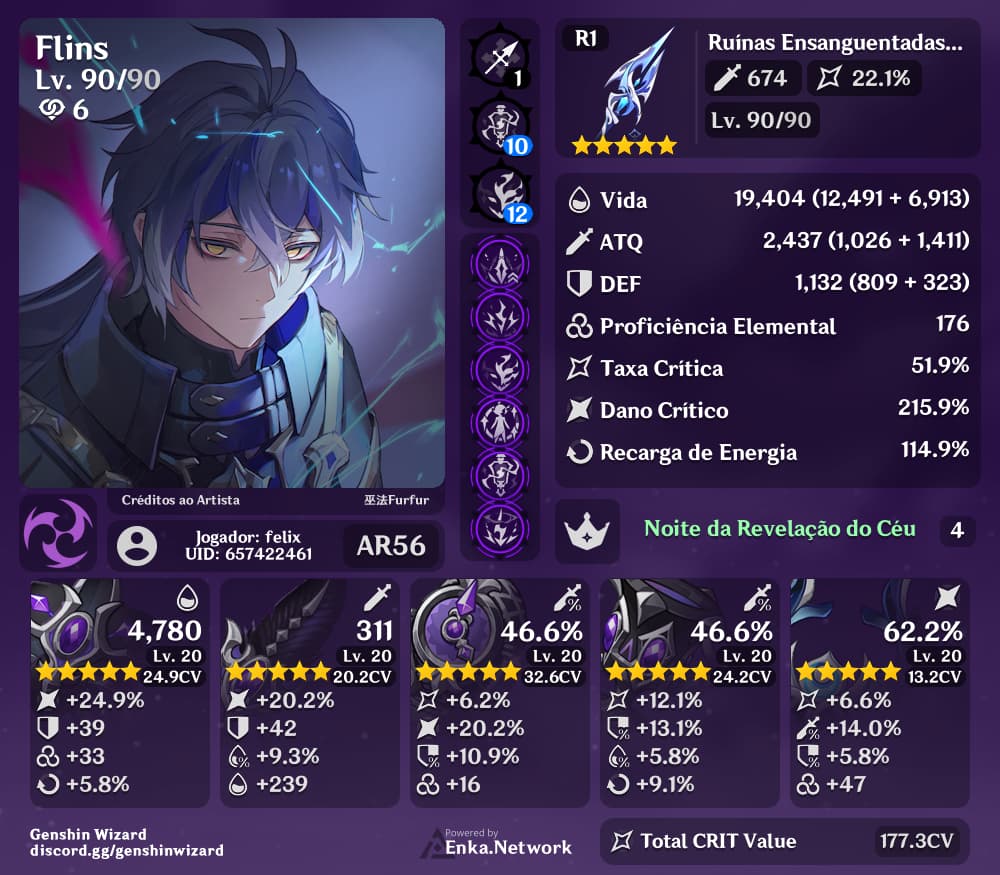 Flins
Lv. 90/90
6
1
10
12
R1
Ruínas Ensanguentadas...
674
22.1%
Lv. 90/90
Vida 19,404 (12,491 + 6,913)
ATQ 2,437 (1,026 + 1,411)
DEF 1,132 (809 + 323)
Proficiência Elemental 176
Taxa Crítica 51.9%
Dano Crítico 215.9%
Recarga de Energia 114.9%
Créditos ao Artista 巫法Furfur
Jogador: felix
UID: 657422461
AR56
Noite da Revelação do Céu 4
4,780
Lv. 20
24.9CV
+24.9%
+39
+33
+5.8%
311
Lv. 20
20.2CV
+20.2%
+42
+9.3%
+239
46.6%
Lv. 20
32.6CV
+6.2%
+20.2%
+10.9%
+16
46.6%
Lv. 20
24.2CV
+12.1%
+13.1%
+5.8%
+9.1%
62.2%
Lv. 20
13.2CV
+6.6%
+14.0%
+5.8%
+47
Genshin Wizard
discord.gg/genshinwizard
Powered by
Enka.Network
Total CRIT Value 177.3CV